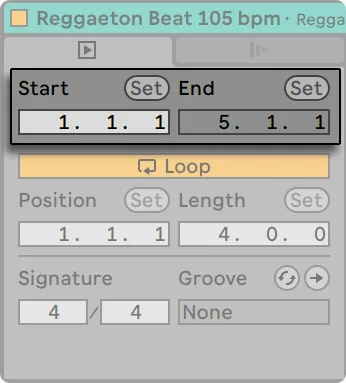 Reggaeton Beat 105 bpm · Regga
Start Set End Set
1. 1. 1 5. 1. 1
Loop
Position Set Length Set
1. 1. 1 4. 0. 0
Signature Groove
4 / 4 None